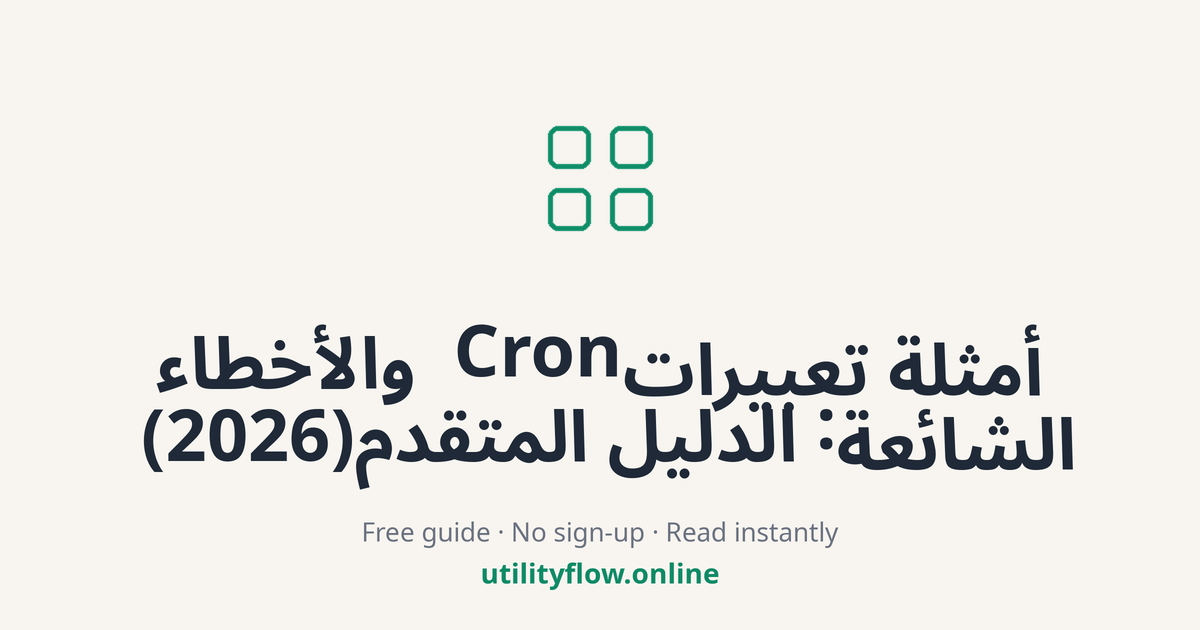 أمثلة تعبيرات Cron والأخطاء
الشائعة: الدليل المتقدم (2026)
Free guide · No sign-up · Read instantly
utilityflow.online